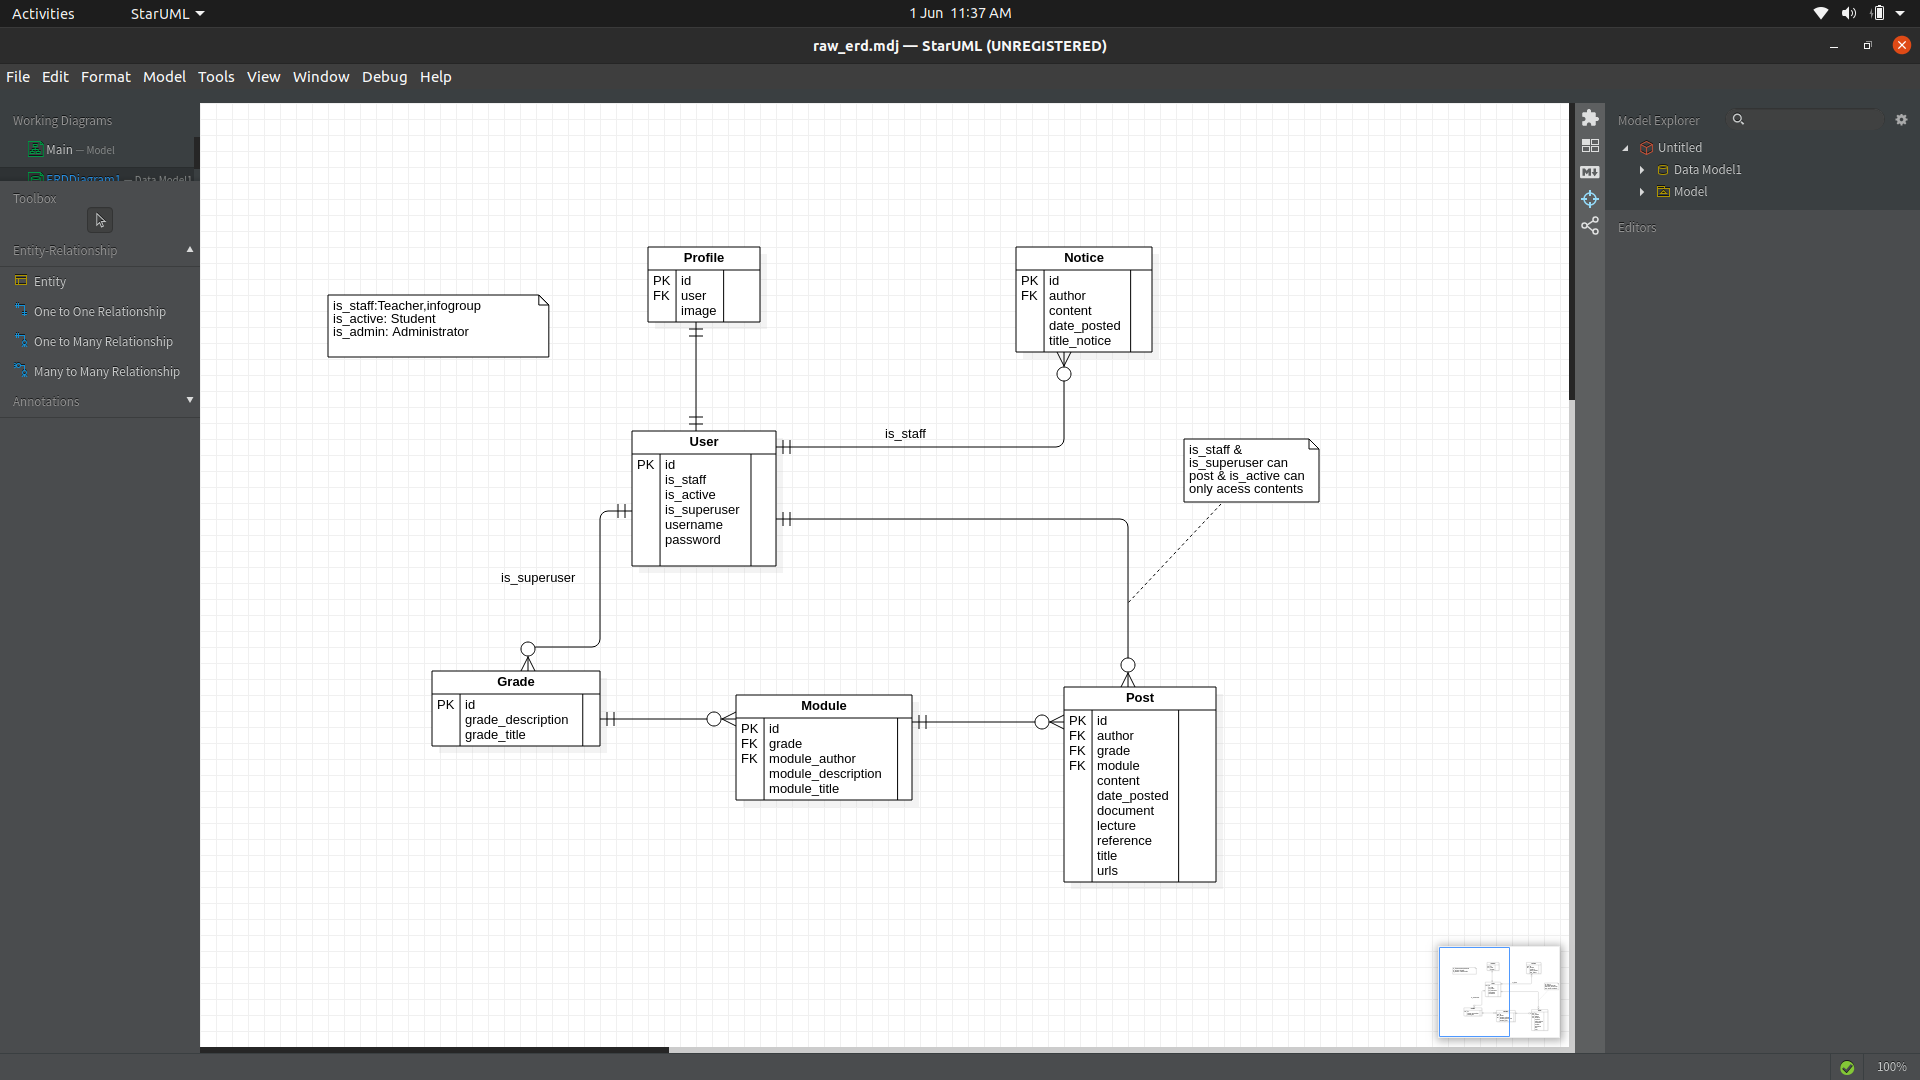 Activities
StarUML
1 Jun 11:37 AM
raw_erd.mdj — StarUML (UNREGISTERED)
File Edit Format Model Tools View Window Debug Help
Working Diagrams
Main — Model
ERDDiagram1 — Data Model1
Toolbox
Entity-Relationship
Entity
One to One Relationship
One to Many Relationship
Many to Many Relationship
Annotations
is_staff:Teacher,infogroup
is_active: Student
is_admin: Administrator
Profile
PK id
FK user
image
Notice
PK id
FK author
content
date_posted
title_notice
User
PK id
is_staff
is_active
is_superuser
username
password
is_staff
is_staff &
is_superuser can
post & is_active can
only acess contents
is_superuser
Grade
PK id
grade_description
grade_title
Module
PK id
FK grade
FK module_author
module_description
module_title
Post
PK id
FK author
FK grade
FK module
content
date_posted
document
lecture
reference
title
urls
M
Model Explorer
Untitled
Data Model1
Model
Editors
100%